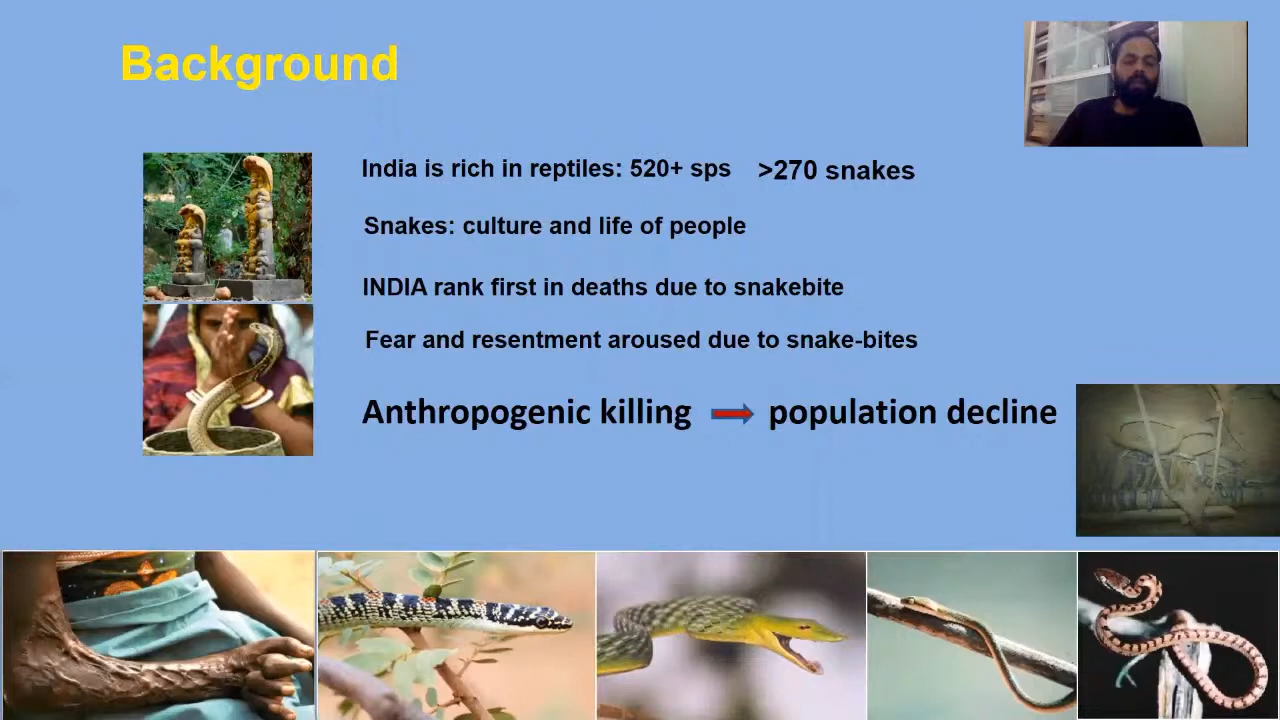 Background
India is rich in reptiles: 520+ sps >270 snakes
Snakes: culture and life of people
INDIA rank first in deaths due to snakebite
Fear and resentment aroused due to snake-bites
Anthropogenic killing population decline